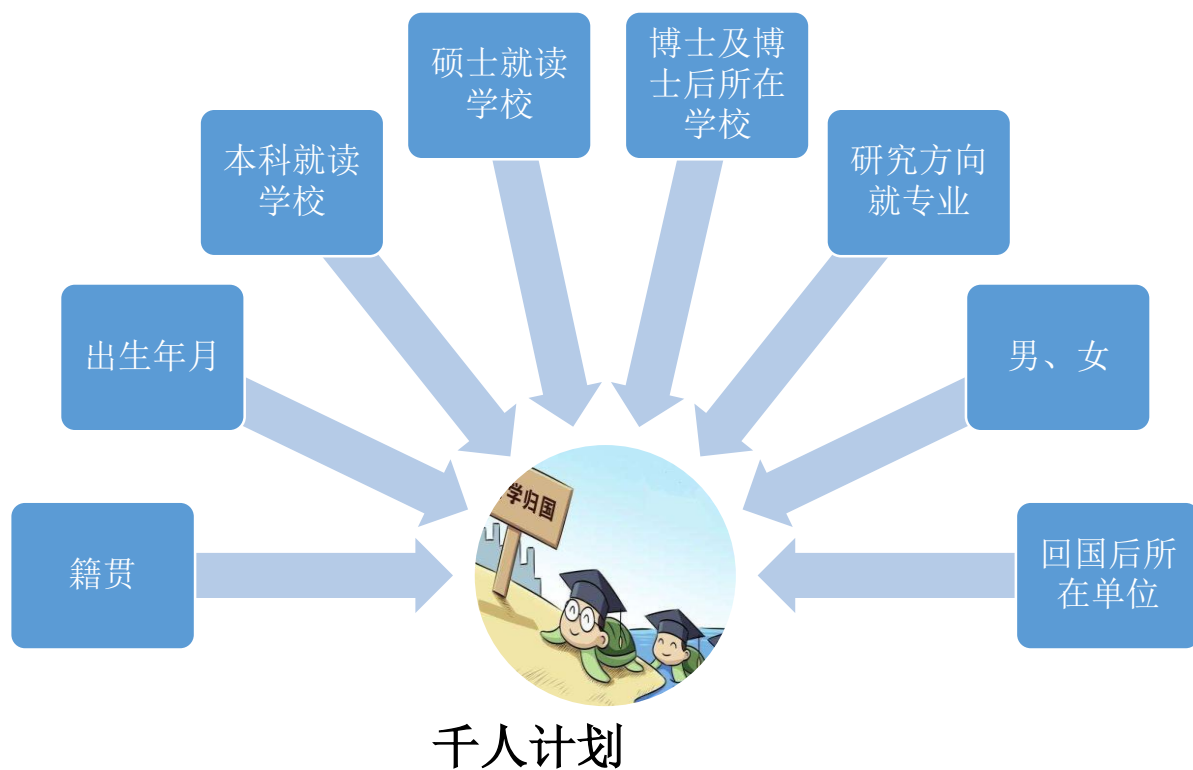 硕士就读
学校
博士及博
士后所在
学校
本科就读
学校
研究方向
就专业
出生年月
男、女
籍贯
回国后所
在单位
学归国
千人计划